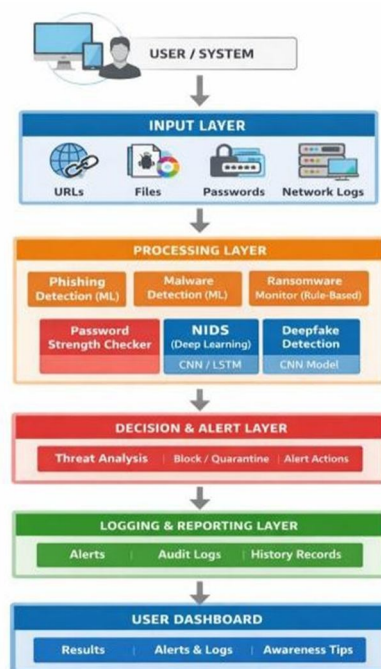 USER / SYSTEM
INPUT LAYER
URLs Files Passwords Network Logs
PROCESSING LAYER
Phishing Malware Ransomware
Detection (ML) Detection (ML) Monitor (Rule-Based)
Password NIDS Deepfake
Strength Checker (Deep Learning) Detection
CNN / LSTM CNN Model
DECISION & ALERT LAYER
Threat Analysis | Block / Quarantine | Alert Actions
LOGGING & REPORTING LAYER
Alerts | Audit Logs | History Records
USER DASHBOARD
Results | Alerts & Logs | Awareness Tips